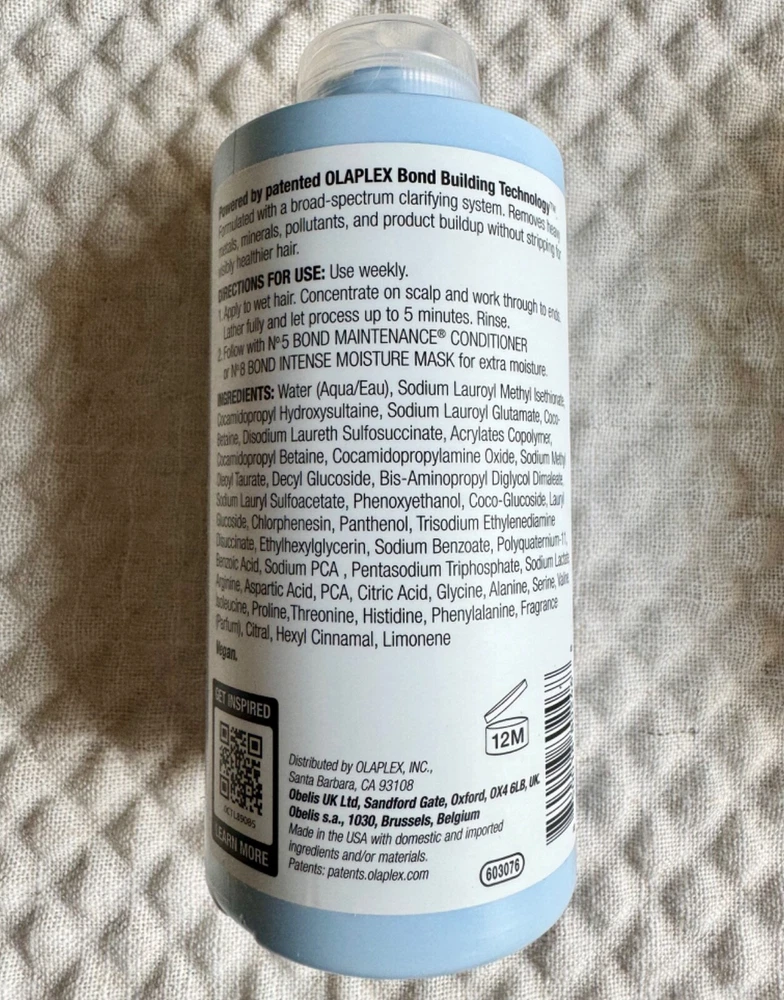 Powered by patented OLAPLEX Bond Building Technology™
Formulated with a broad-spectrum clarifying system. Removes heavy
metals, minerals, pollutants, and product buildup without stripping for
visibly healthier hair.
DIRECTIONS FOR USE: Use weekly.
1. Apply to wet hair. Concentrate on scalp and work through to ends.
Lather fully and let process up to 5 minutes. Rinse.
2. Follow with Nº5 BOND MAINTENANCE® CONDITIONER
or Nº8 BOND INTENSE MOISTURE MASK for extra moisture.
INGREDIENTS: Water (Aqua/Eau), Sodium Lauroyl Methyl Isethionate,
Cocamidopropyl Hydroxysultaine, Sodium Lauroyl Glutamate, Coco-
Betaine, Disodium Laureth Sulfosuccinate, Acrylates Copolymer,
Cocamidopropyl Betaine, Cocamidopropylamine Oxide, Sodium Methyl
Oleoyl Taurate, Decyl Glucoside, Bis-Aminopropyl Diglycol Dimaleate,
Sodium Lauryl Sulfoacetate, Phenoxyethanol, Coco-Glucoside, Lauryl
Glucoside, Chlorphenesin, Panthenol, Trisodium Ethylenediamine
Disuccinate, Ethylhexylglycerin, Sodium Benzoate, Polyquaternium-11,
Benzoic Acid, Sodium PCA , Pentasodium Triphosphate, Sodium Lactate,
Arginine, Aspartic Acid, PCA, Citric Acid, Glycine, Alanine, Serine, Valine,
Isoleucine, Proline,Threonine, Histidine, Phenylalanine, Fragrance
(Parfum), Citral, Hexyl Cinnamal, Limonene
Vegan.
GET INSPIRED
LEARN MORE
12M
Distributed by OLAPLEX, INC.,
Santa Barbara, CA 93108
Obelis UK Ltd, Sandford Gate, Oxford, OX4 6LB, UK.
Obelis s.a., 1030, Brussels, Belgium
Made in the USA with domestic and imported
ingredients and/or materials.
Patents: patents.olaplex.com
603076